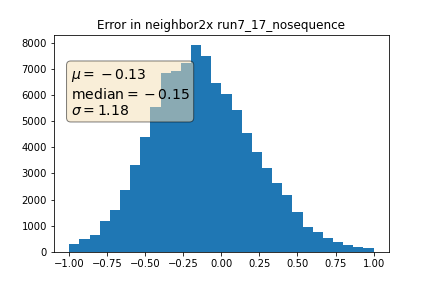 Error in neighbor2x run7_17_nosequence
8000
7000
6000
5000
4000
3000
2000
1000
0
μ = −0.13
median = −0.15
σ = 1.18
−1.00 −0.75 −0.50 −0.25 0.00 0.25 0.50 0.75 1.00